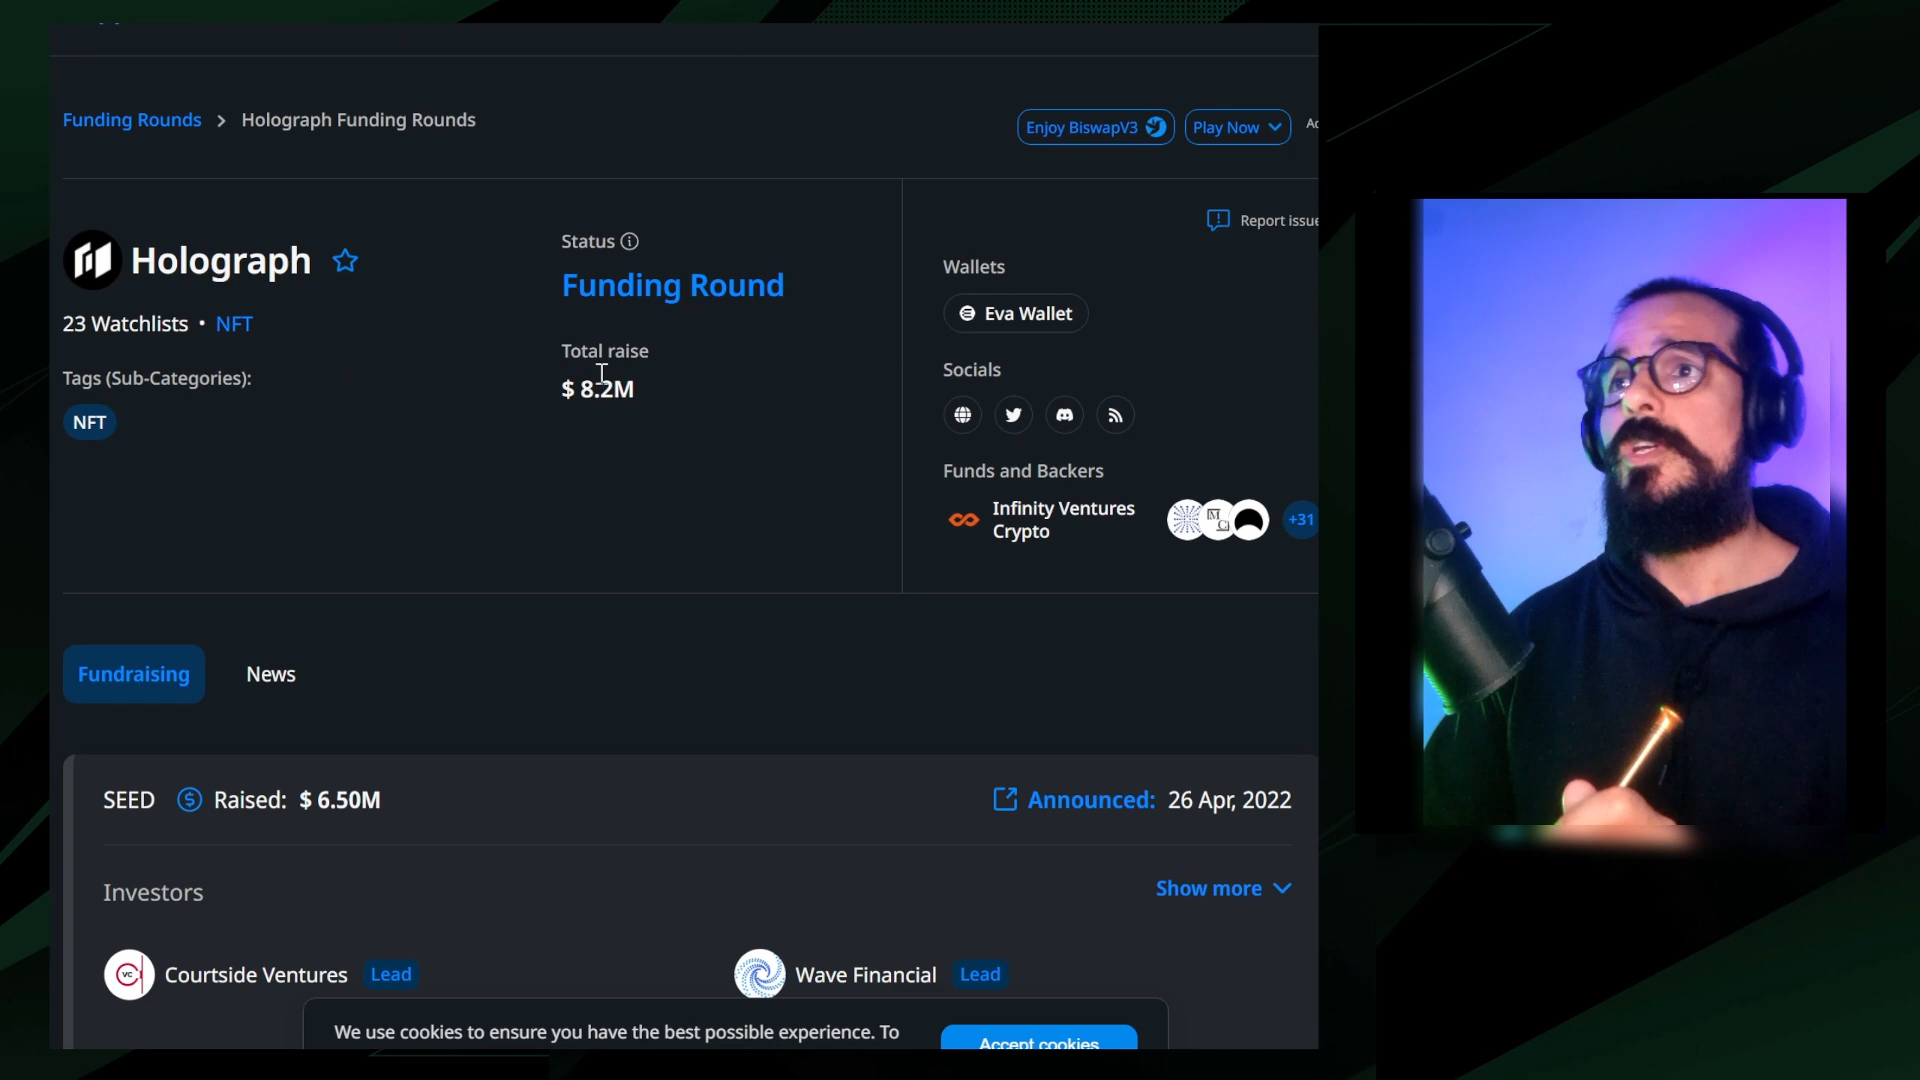 Funding Rounds > Holograph Funding Rounds
Enjoy BiswapV3
Play Now
Report issue
Holograph
23 Watchlists • NFT
Tags (Sub-Categories):
NFT
Status
Funding Round
Total raise
$ 8.2M
Wallets
Eva Wallet
Socials
Funds and Backers
Infinity Ventures
Crypto
+31
Fundraising
News
SEED Raised: $ 6.50M
Announced: 26 Apr, 2022
Investors
Show more
VC
Courtside Ventures Lead
Wave Financial Lead
We use cookies to ensure you have the best possible experience. To
Accept cookies